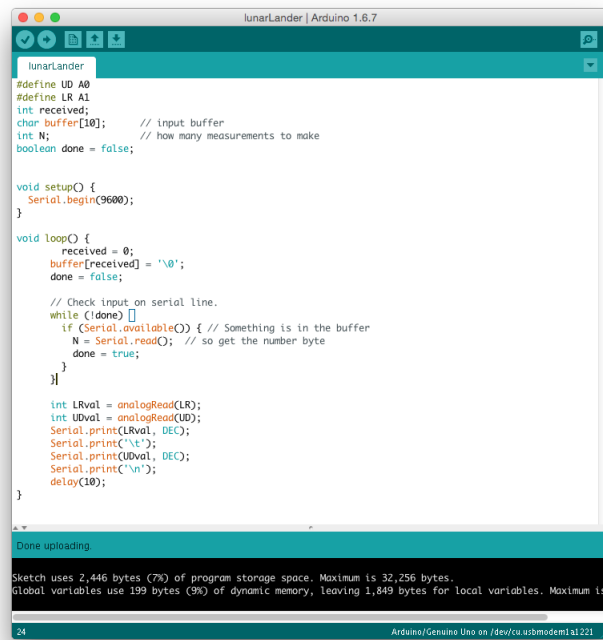 lunarLander | Arduino 1.6.7
lunarLander
#define UD A0
#define LR A1
int received;
char buffer[10];      // input buffer
int N;                // how many measurements to make
boolean done = false;
void setup() {
  Serial.begin(9600);
}
void loop() {
        received = 0;
      buffer[received] = '\0';
      done = false;
      // Check input on serial line.
      while (!done) {
        if (Serial.available()) { // Something is in the buffer
          N = Serial.read();  // so get the number byte
          done = true;
        }
      }
      int LRval = analogRead(LR);
      int UDval = analogRead(UD);
      Serial.print(LRval, DEC);
      Serial.print('\t');
      Serial.print(UDval, DEC);
      Serial.print('\n');
      delay(10);
}
Done uploading.
Sketch uses 2,446 bytes (7%) of program storage space. Maximum is 32,256 bytes.
Global variables use 199 bytes (9%) of dynamic memory, leaving 1,849 bytes for local variables. Maximum is
24 Arduino/Genuino Uno on /dev/cu.usbmodem1a1221